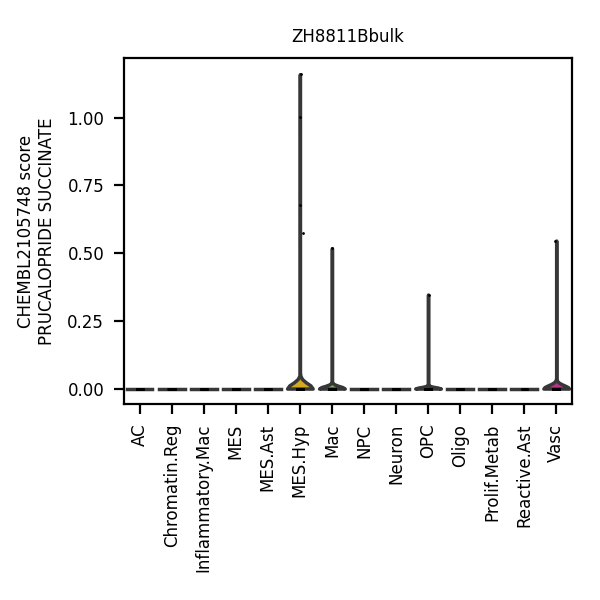 ZH8811Bbulk
CHEMBL2105748 score
PRUCALOPRIDE SUCCINATE
1.00
0.75
0.50
0.25
0.00
AC
Chromatin.Reg
Inflammatory.Mac
MES
MES.Ast
MES.Hyp
Mac
NPC
Neuron
OPC
Oligo
Prolif.Metab
Reactive.Ast
Vasc